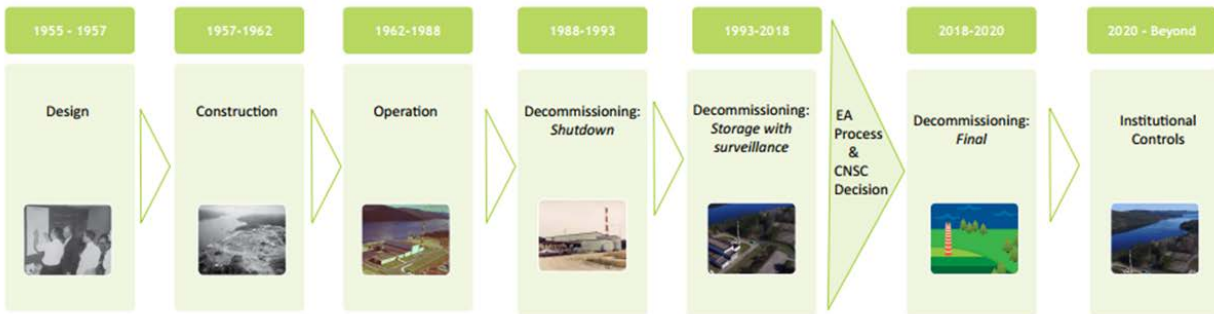 1955 - 1957
1957-1962
1962-1988
1988-1993
1993-2018
2018-2020
2020 - Beyond
Design
Construction
Operation
Decommissioning:
Shutdown
Decommissioning:
Storage with
surveillance
EA
Process
&
CNSC
Decision
Decommissioning:
Final
Institutional
Controls